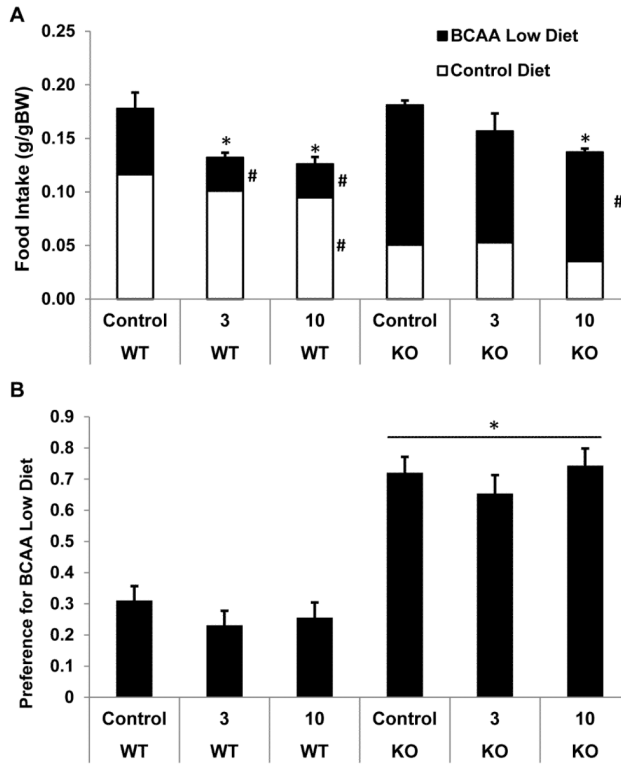 A
BCAA Low Diet
Control Diet
Food Intake (g/gBW)
0.25
0.20
0.15
0.10
0.05
0.00
* * *
# # # #
Control 3 10 Control 3 10
WT WT WT KO KO KO
B
Preference for BCAA Low Diet
0.9
0.8
0.7
0.6
0.5
0.4
0.3
0.2
0.1
0
*
Control 3 10 Control 3 10
WT WT WT KO KO KO